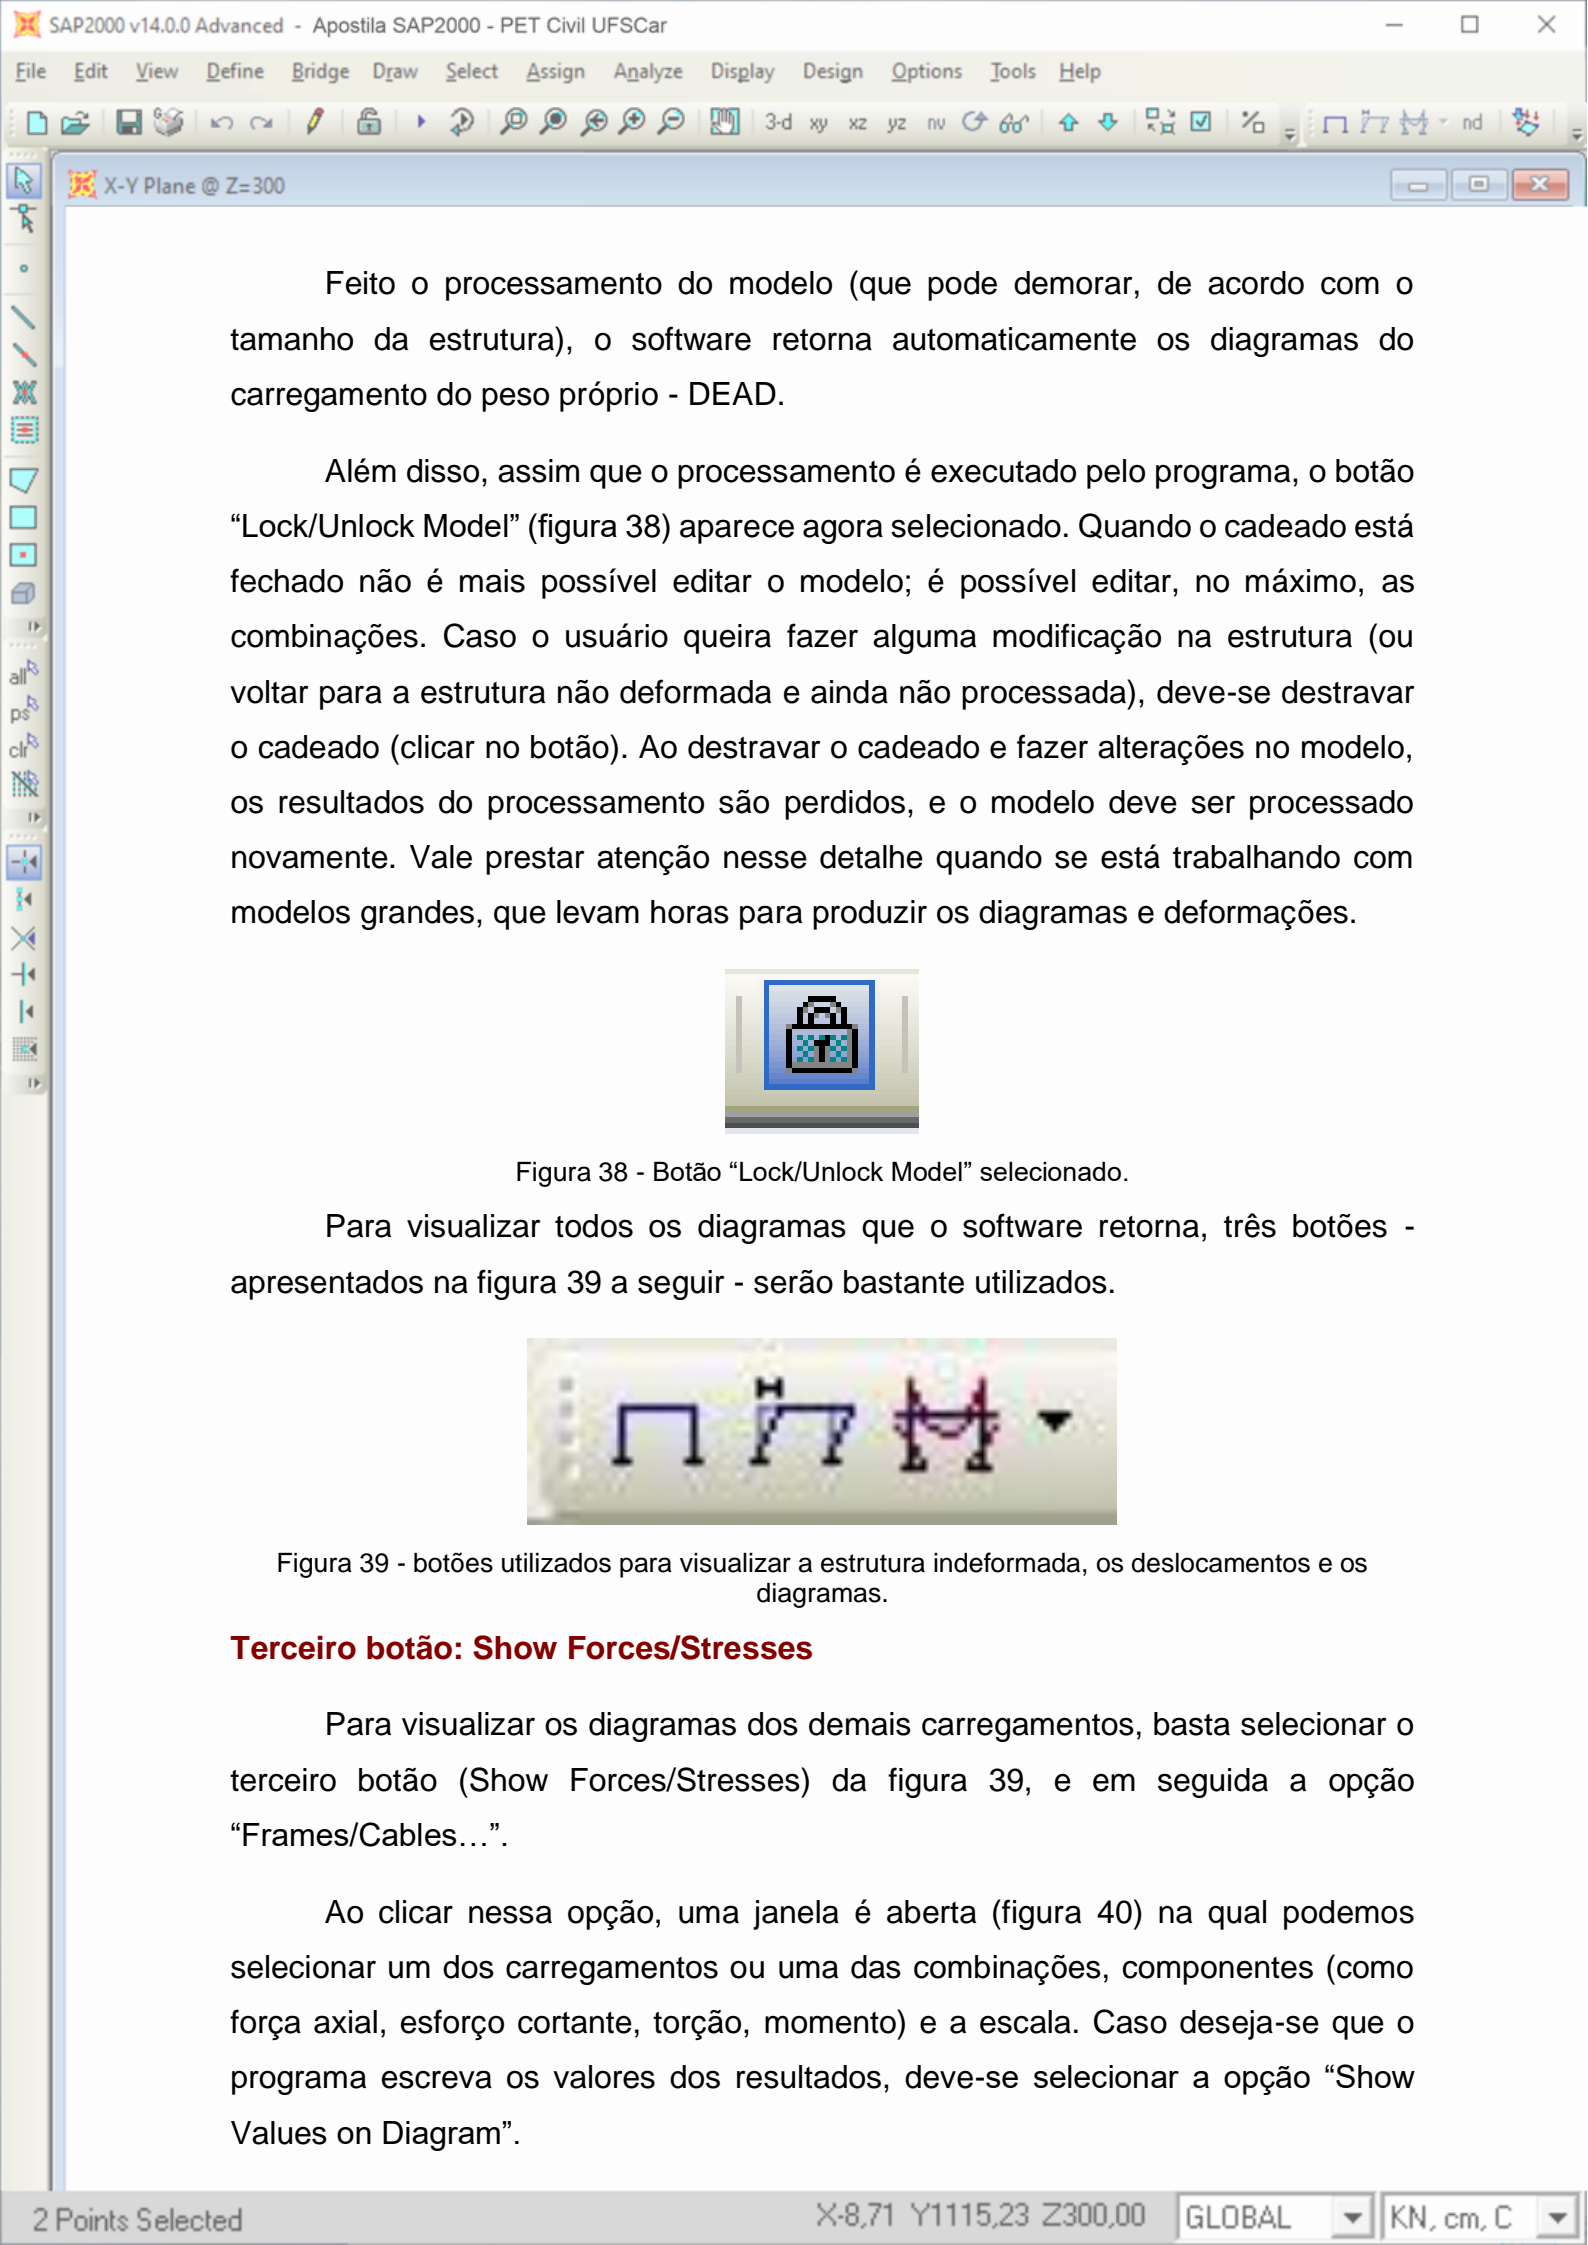 SAP2000 v14.0.0 Advanced - Apostila SAP2000 - PET Civil UFSCar
File Edit View Define Bridge Draw Select Assign Analyze Display Design Options Tools Help
3-d xy xz yz nv nd
X-Y Plane @ Z=300
all
ps
clr
Feito o processamento do modelo (que pode demorar, de acordo com o
tamanho da estrutura), o software retorna automaticamente os diagramas do
carregamento do peso próprio - DEAD.
Além disso, assim que o processamento é executado pelo programa, o botão
“Lock/Unlock Model” (figura 38) aparece agora selecionado. Quando o cadeado está
fechado não é mais possível editar o modelo; é possível editar, no máximo, as
combinações. Caso o usuário queira fazer alguma modificação na estrutura (ou
voltar para a estrutura não deformada e ainda não processada), deve-se destravar
o cadeado (clicar no botão). Ao destravar o cadeado e fazer alterações no modelo,
os resultados do processamento são perdidos, e o modelo deve ser processado
novamente. Vale prestar atenção nesse detalhe quando se está trabalhando com
modelos grandes, que levam horas para produzir os diagramas e deformações.
Figura 38 - Botão “Lock/Unlock Model” selecionado.
Para visualizar todos os diagramas que o software retorna, três botões -
apresentados na figura 39 a seguir - serão bastante utilizados.
Figura 39 - botões utilizados para visualizar a estrutura indeformada, os deslocamentos e os
diagramas.
Terceiro botão: Show Forces/Stresses
Para visualizar os diagramas dos demais carregamentos, basta selecionar o
terceiro botão (Show Forces/Stresses) da figura 39, e em seguida a opção
“Frames/Cables…”.
Ao clicar nessa opção, uma janela é aberta (figura 40) na qual podemos
selecionar um dos carregamentos ou uma das combinações, componentes (como
força axial, esforço cortante, torção, momento) e a escala. Caso deseja-se que o
programa escreva os valores dos resultados, deve-se selecionar a opção “Show
Values on Diagram”.
2 Points Selected X-8,71 Y1115,23 Z300,00 GLOBAL KN, cm, C